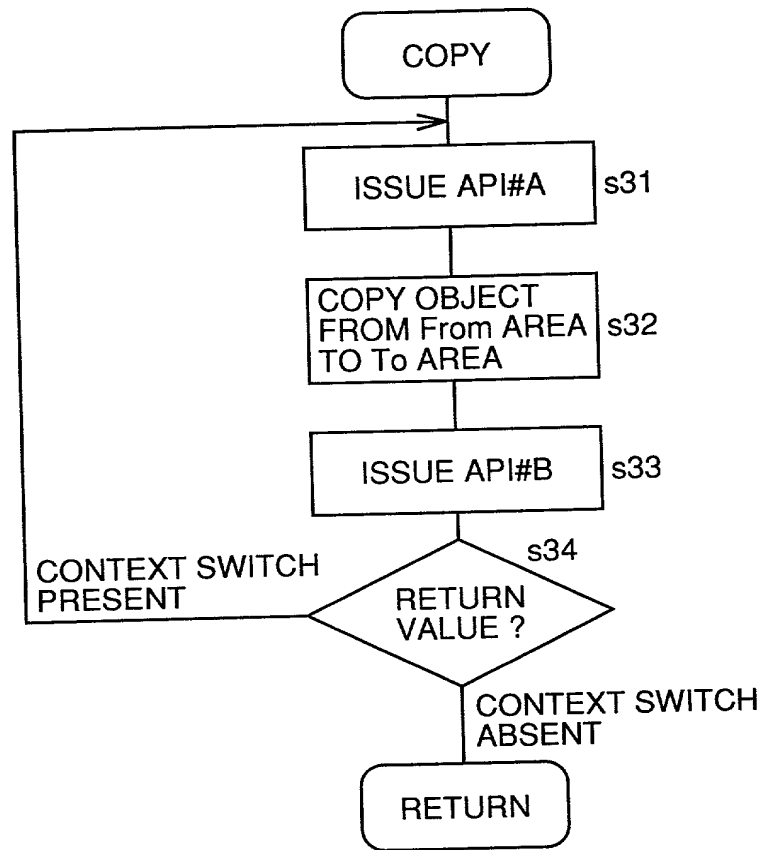 COPY
ISSUE API#A
s31
COPY OBJECT
FROM From AREA
TO To AREA
s32
ISSUE API#B
s33
s34
RETURN
VALUE ?
CONTEXT SWITCH
PRESENT
CONTEXT SWITCH
ABSENT
RETURN